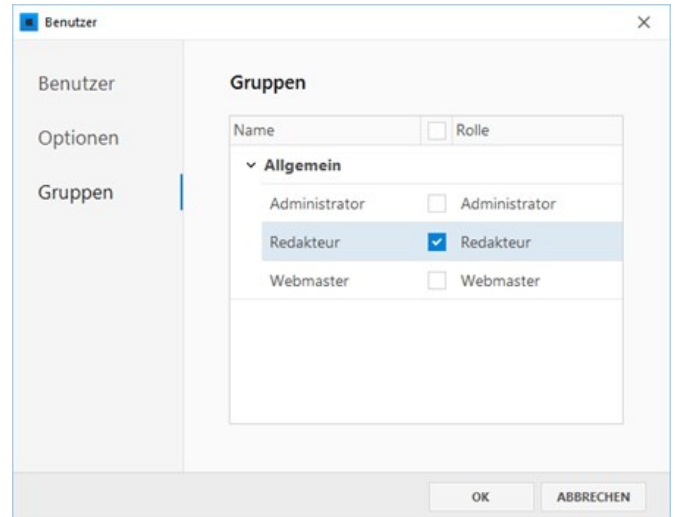 Benutzer
Benutzer
Optionen
Gruppen
Gruppen
Name Rolle
Allgemein
Administrator Administrator
Redakteur Redakteur
Webmaster Webmaster
OK ABBRECHEN